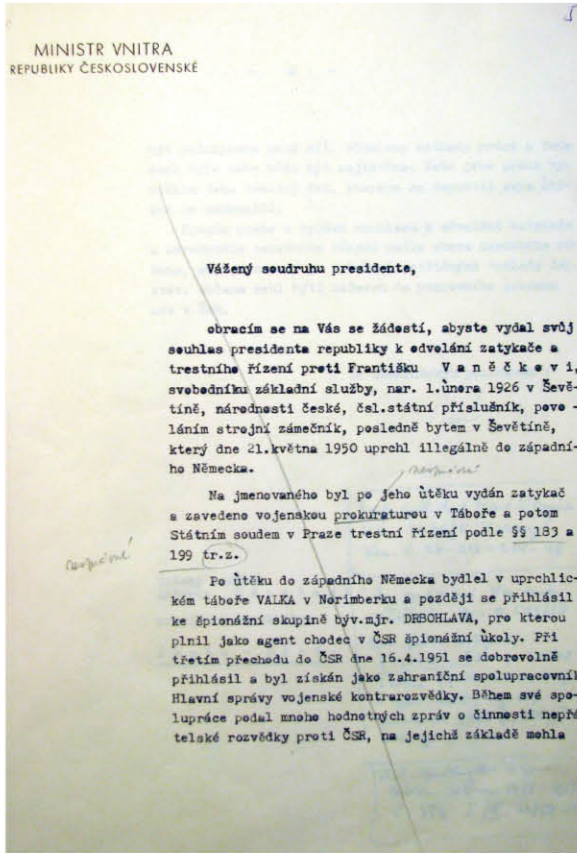 5
MINISTR VNITRA
REPUBLIKY ČESKOSLOVENSKÉ
Vážený soudruhu presidente,
obracím se na Vás se žádostí, abyste vydal svůj
souhlas presidenta republiky k odvolání zatykače a
trestního řízení proti Františku V a n ě č k o v i,
svobodníku základní služby, nar. 1.února 1926 v Ševě-
tíně, národnosti české, čsl.státní příslušník, povo -
láním strojní zámečník, posledně bytem v Ševětíně,
který dne 21.května 1950 uprchl illegálně do západní-
ho Německa.
nesprávné
Na jmenovaného byl po jeho útěku vydán zatykač
a zavedeno vojenskou prokuraturou v Táboře a potom
Státním soudem v Praze trestní řízení podle §§ 183 a
199 tr.z.
nesprávné
Po útěku do západního Německa bydlel v uprchlic-
kém táboře VALKA v Norimberku a později se přihlásil
ke špionážní skupině býv.mjr. DRBOHLAVA, pro kterou
plnil jako agent chodec v ČSR špionážní úkoly. Při
třetím přechodu do ČSR dne 16.4.1951 se dobrovolně
přihlásil a byl získán jako zahraniční spolupracovník
Hlavní správy vojenské kontrarozvědky. Během své spo-
lupráce podal mnoho hodnotných zpráv o činnosti nepřá
telské rozvědky proti ČSR, na jejichž základě mohla